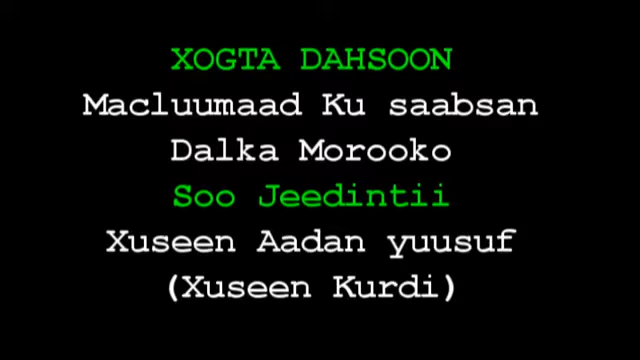 XOGTA DAHSOON
Macluumaad Ku saabsan
Dalka Morooko
Soo Jeedintii
Xuseen Aadan yuusuf
(Xuseen Kurdi)